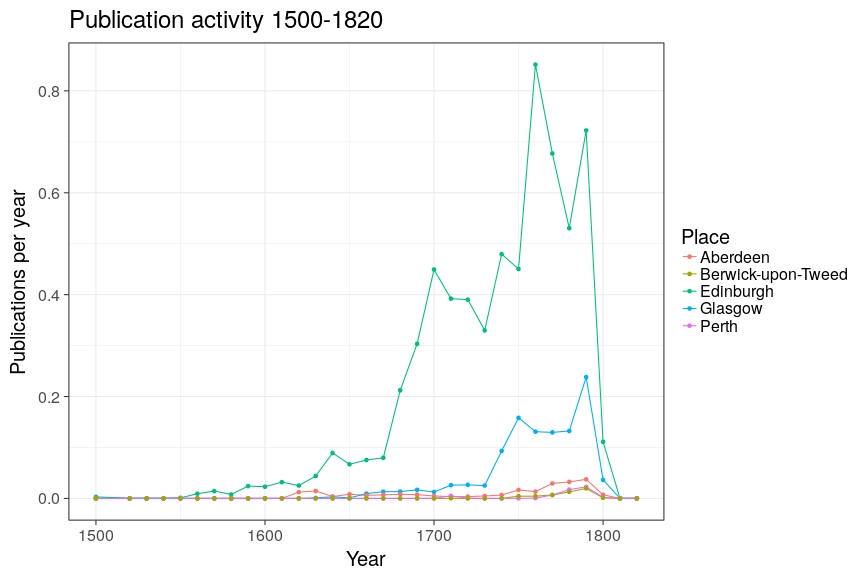 Publication activity 1500-1820
Publications per year
0.8
0.6
0.4
0.2
0.0
1500 1600 1700 1800
Year
Place
Aberdeen
Berwick-upon-Tweed
Edinburgh
Glasgow
Perth